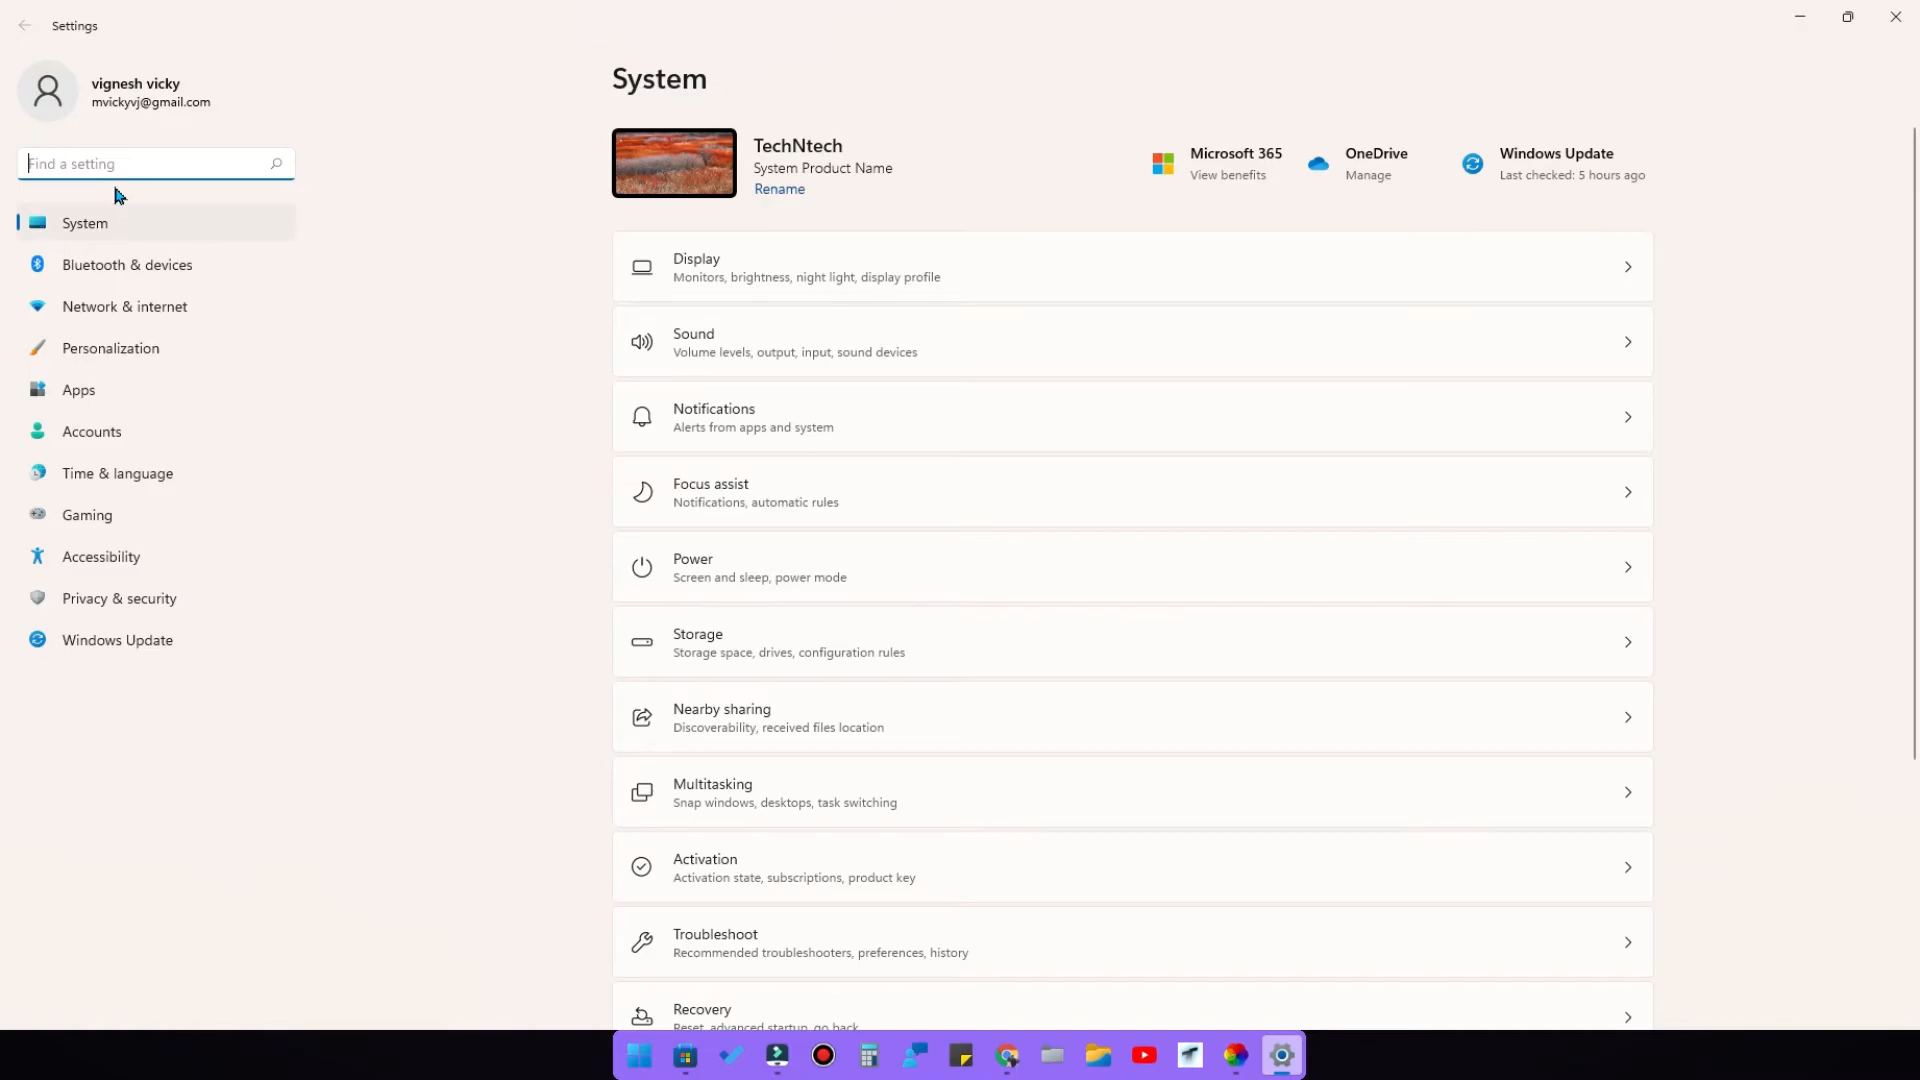 Settings
vignesh vicky
mvickyvj@gmail.com
Find a setting
System
Bluetooth & devices
Network & internet
Personalization
Apps
Accounts
Time & language
Gaming
Accessibility
Privacy & security
Windows Update
System
TechNtech
System Product Name
Rename
Microsoft 365
View benefits
OneDrive
Manage
Windows Update
Last checked: 5 hours ago
Display
Monitors, brightness, night light, display profile
Sound
Volume levels, output, input, sound devices
Notifications
Alerts from apps and system
Focus assist
Notifications, automatic rules
Power
Screen and sleep, power mode
Storage
Storage space, drives, configuration rules
Nearby sharing
Discoverability, received files location
Multitasking
Snap windows, desktops, task switching
Activation
Activation state, subscriptions, product key
Troubleshoot
Recommended troubleshooters, preferences, history
Recovery
Reset, advanced startup, go back